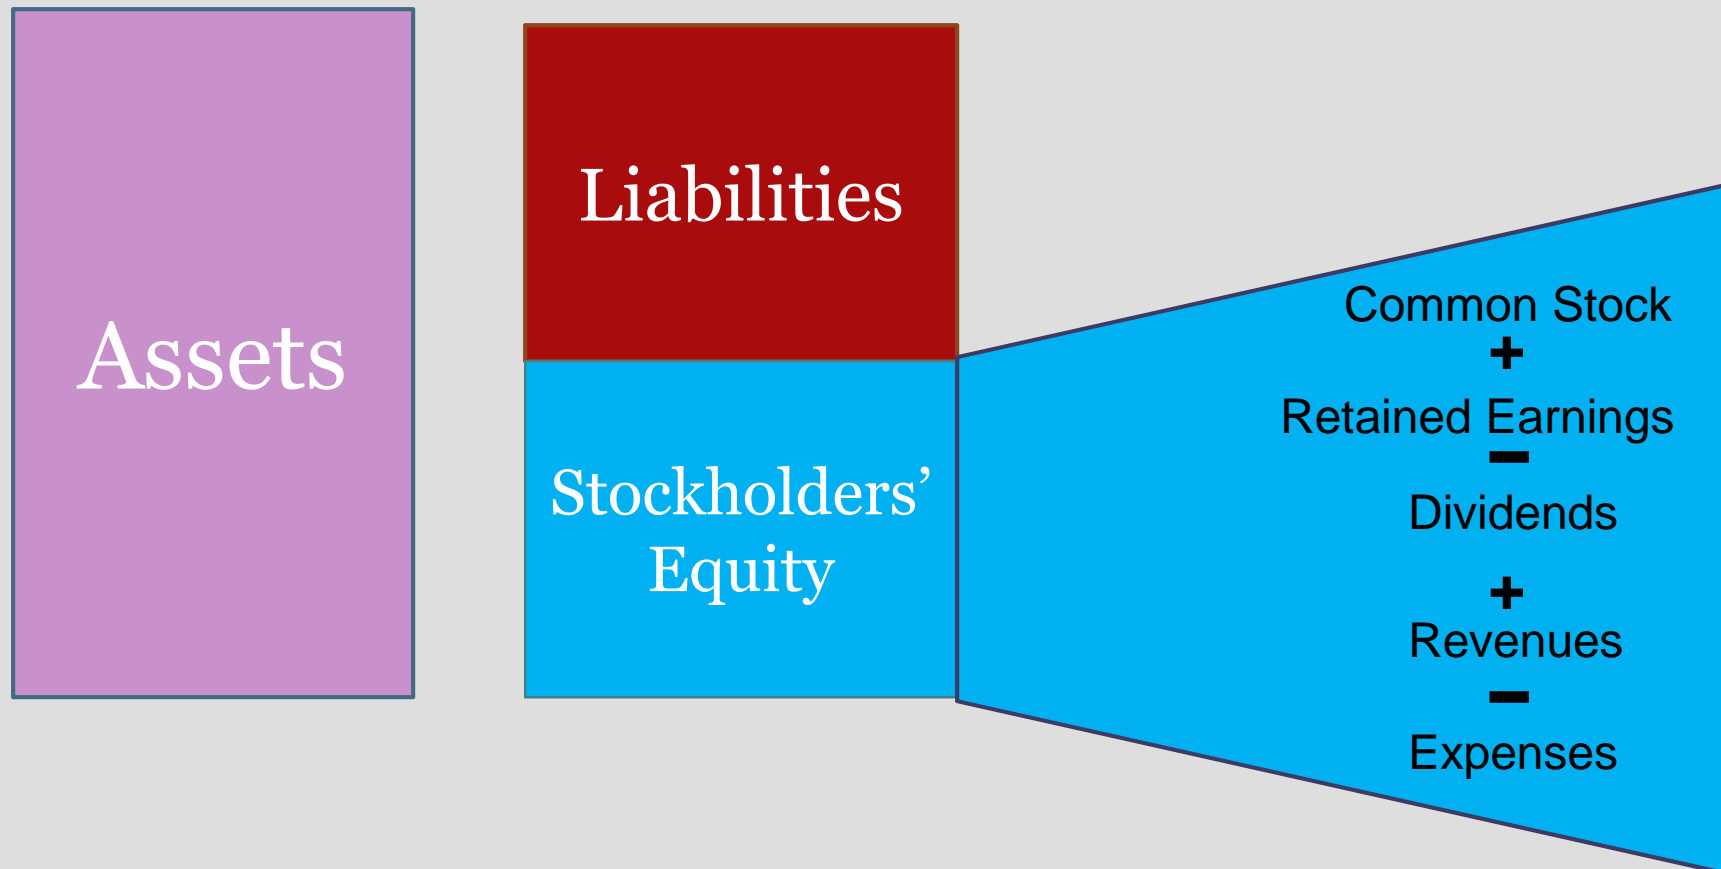 Assets
Liabilities
Stockholders’
Equity
Common Stock
+
Retained Earnings
-
Dividends
+
Revenues
-
Expenses